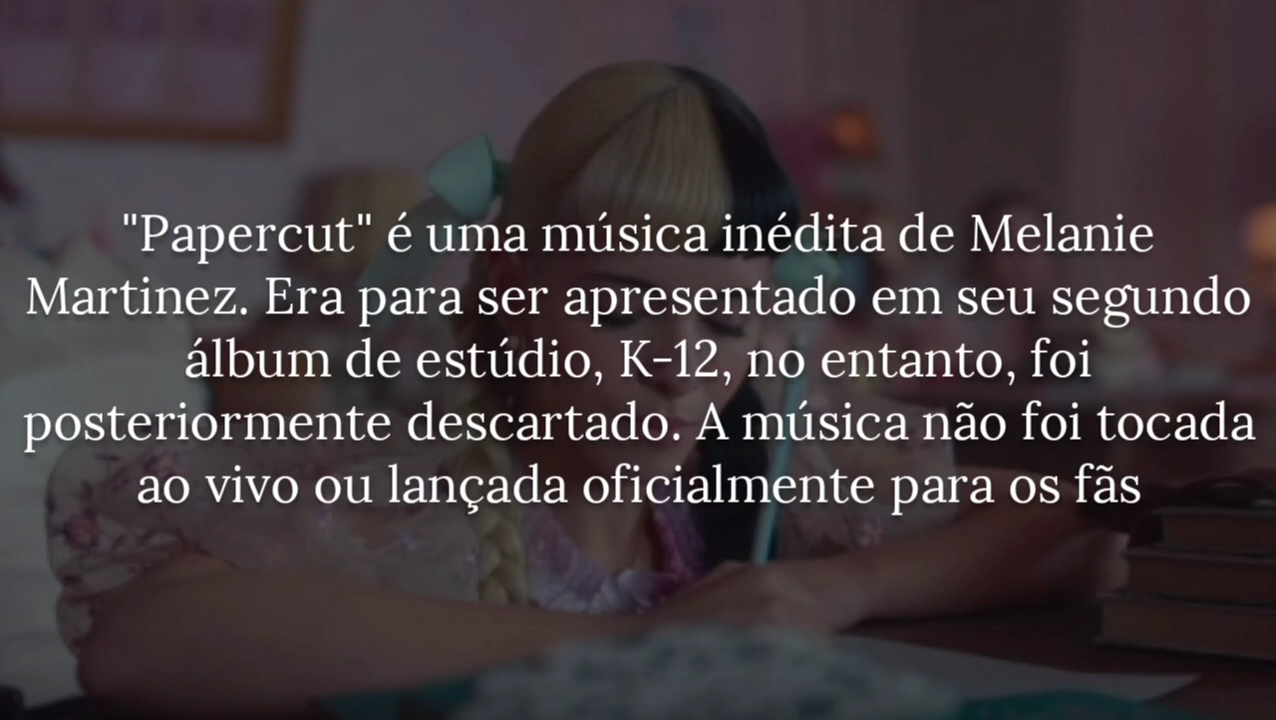 "Papercut" é uma música inédita de Melanie
Martinez. Era para ser apresentado em seu segundo
álbum de estúdio, K-12, no entanto, foi
posteriormente descartado. A música não foi tocada
ao vivo ou lançada oficialmente para os fãs